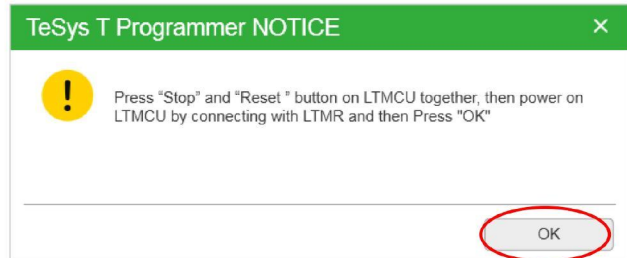 TeSys T Programmer NOTICE
Press “Stop” and “Reset ” button on LTMCU together, then power on
LTMCU by connecting with LTMR and then Press "OK"
OK